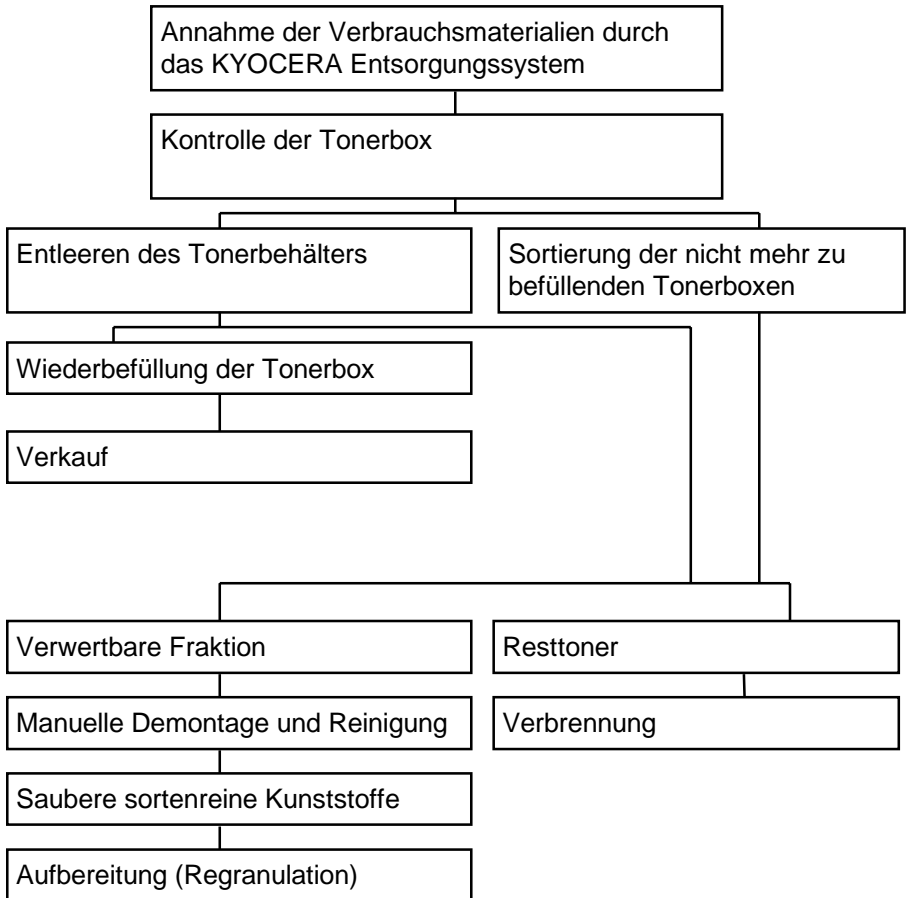 Annahme der Verbrauchsmaterialien durch
das KYOCERA Entsorgungssystem
Kontrolle der Tonerbox
Entleeren des Tonerbehälters
Sortierung der nicht mehr zu
befüllenden Tonerboxen
Wiederbefüllung der Tonerbox
Verkauf
Verwertbare Fraktion
Resttoner
Manuelle Demontage und Reinigung
Verbrennung
Saubere sortenreine Kunststoffe
Aufbereitung (Regranulation)